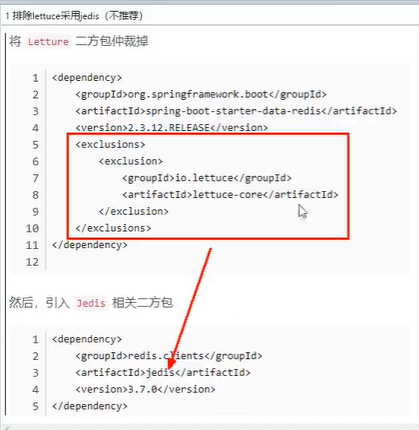 1 排除lettuce采用jedis（不推荐）
将 Letture 二方包仲裁掉
1 <dependency>
2 <groupId>org.springframework.boot</groupId>
3 <artifactId>spring-boot-starter-data-redis</artifactId>
4 <version>2.3.12.RELEASE</version>
5 <exclusions>
6 <exclusion>
7 <groupId>io.lettuce</groupId>
8 <artifactId>lettuce-core</artifactId>
9 </exclusion>
10 </exclusions>
11 </dependency>
12
然后，引入 Jedis 相关二方包
1 <dependency>
2 <groupId>redis.clients</groupId>
3 <artifactId>jedis</artifactId>
4 <version>3.7.0</version>
5 </dependency>